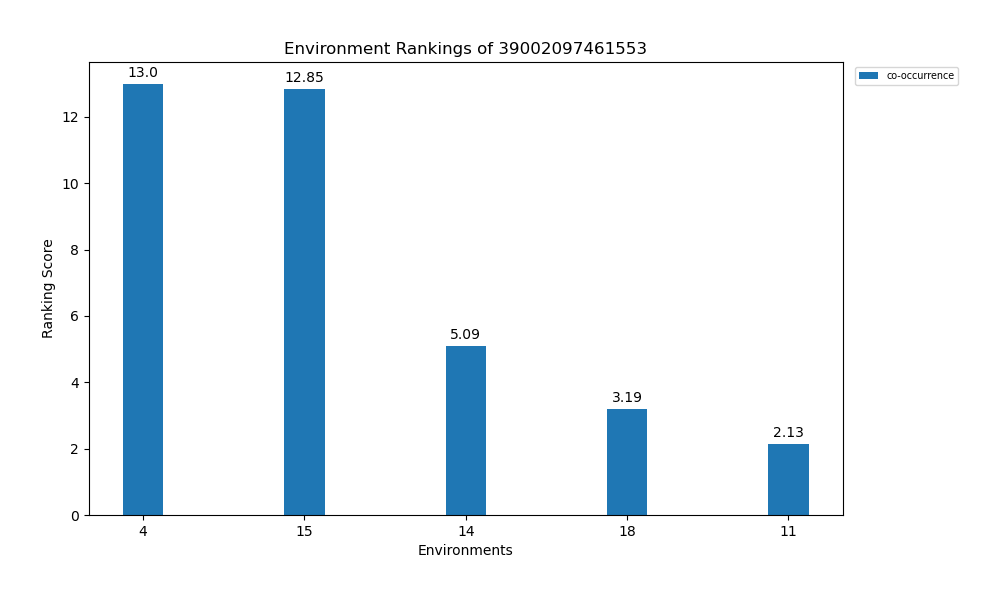 Environment Rankings of 39002097461553
co-occurrence
13.0
12.85
5.09
3.19
2.13
Ranking Score
12
10
8
6
4
2
0
4 15 14 18 11
Environments